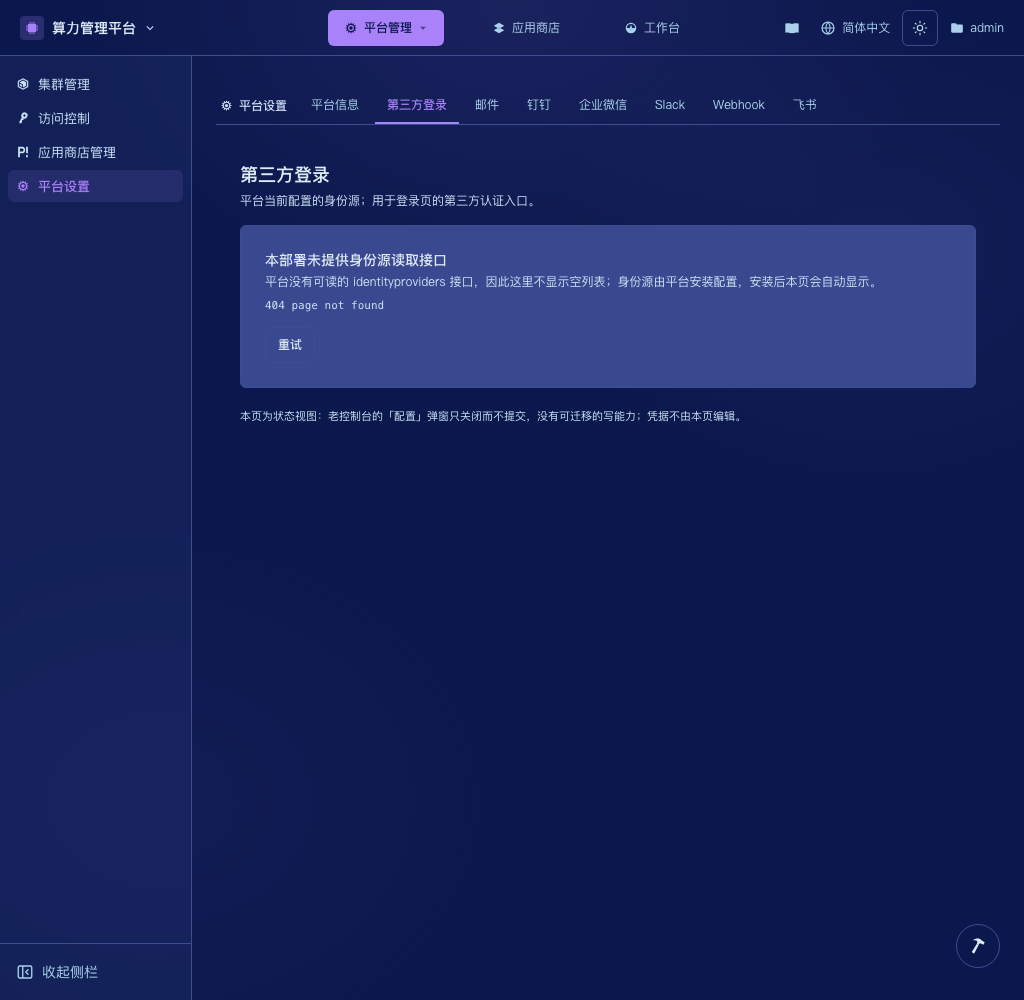 算力管理平台
平台管理
应用商店
工作台
简体中文
admin
集群管理
访问控制
P! 应用商店管理
平台设置
平台设置
平台信息
第三方登录
邮件
钉钉
企业微信
Slack
Webhook
飞书
第三方登录
平台当前配置的身份源；用于登录页的第三方认证入口。
本部署未提供身份源读取接口
平台没有可读的 identityproviders 接口，因此这里不显示空列表；身份源由平台安装配置，安装后本页会自动显示。
404 page not found
重试
本页为状态视图：老控制台的「配置」弹窗只关闭而不提交，没有可迁移的写能力；凭据不由本页编辑。
收起侧栏